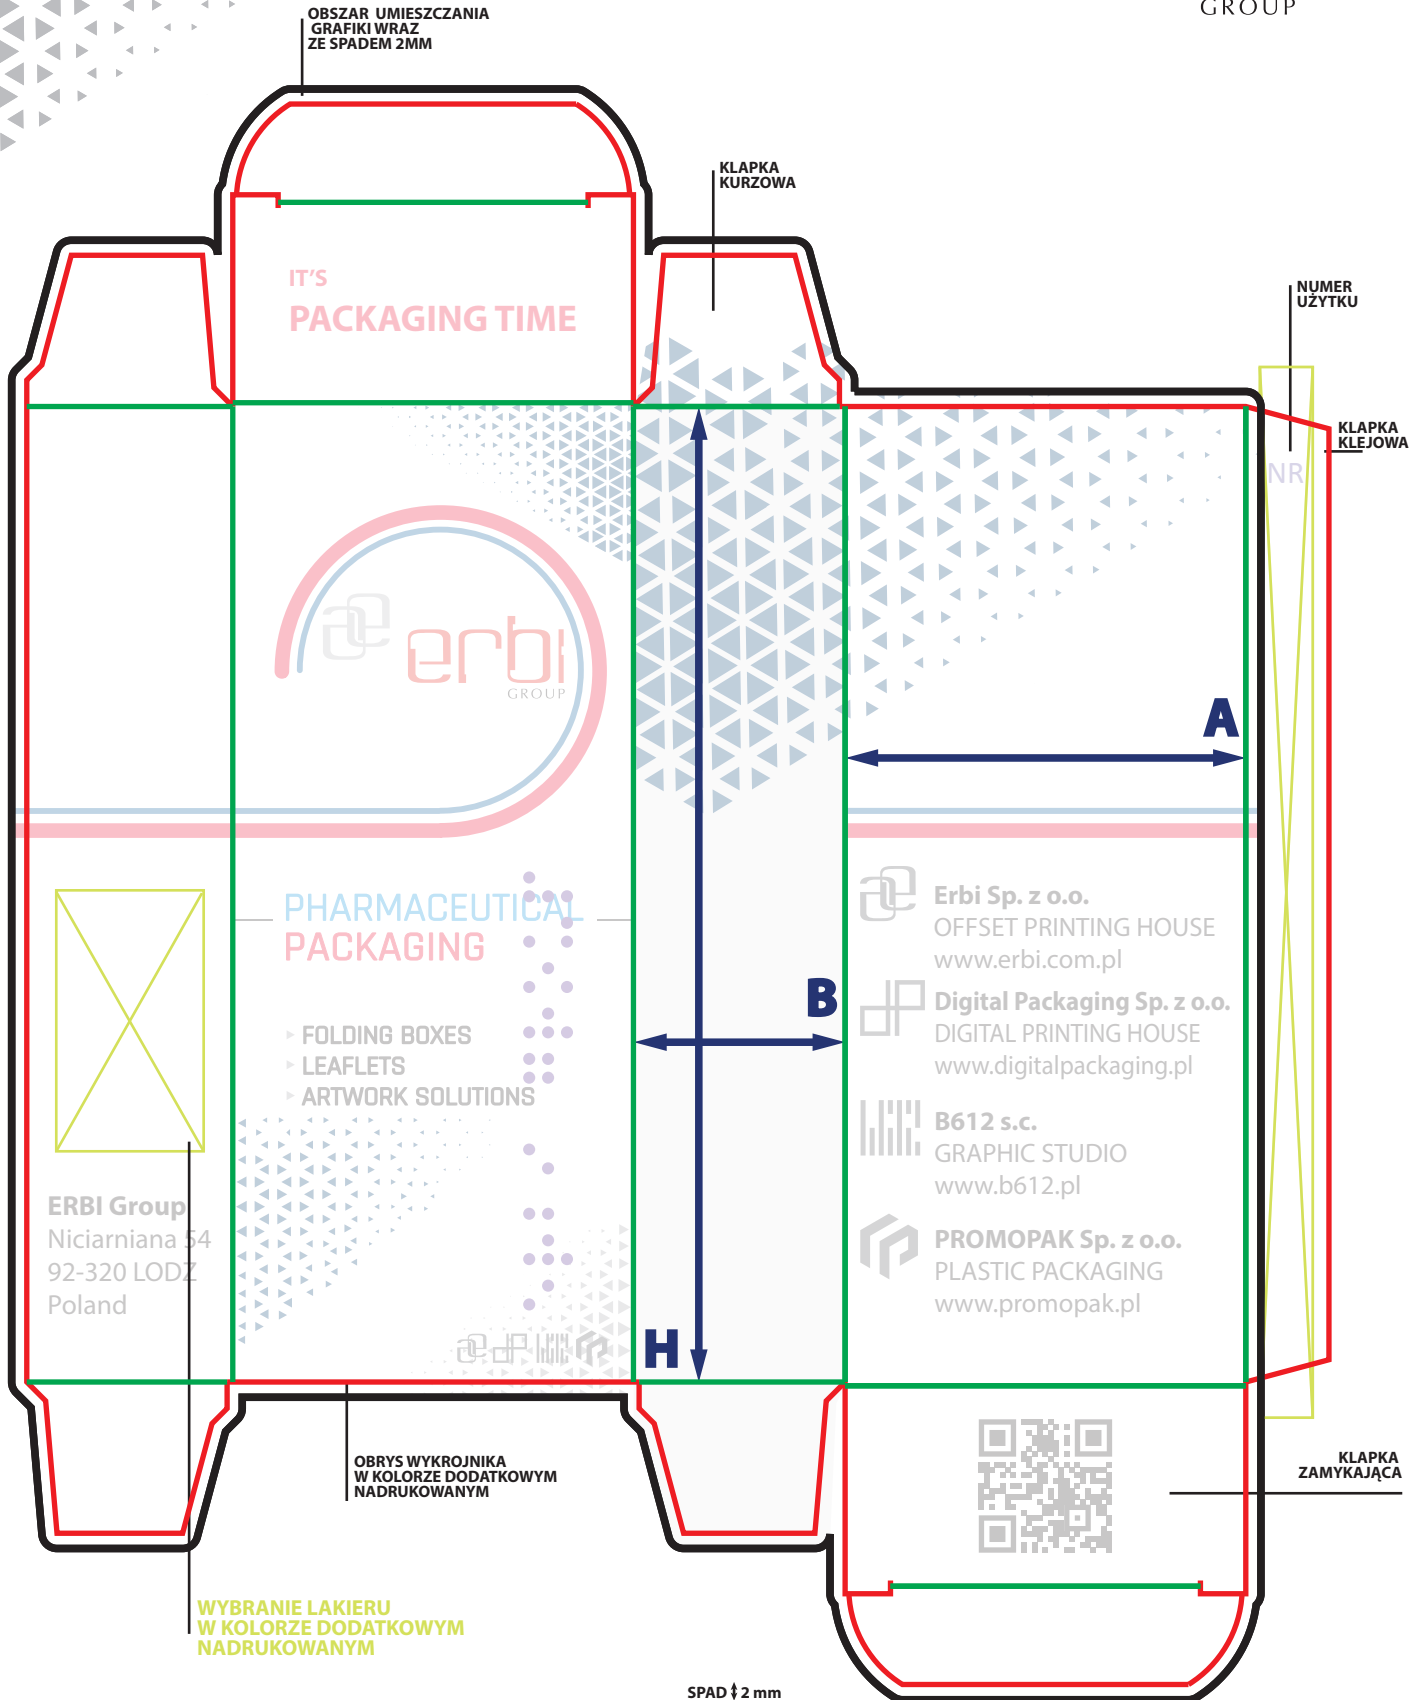 GROUP
OBSZAR UMIESZCZANIA
GRAFIKI WRAZ
ZE SPADEM 2MM
KLAPKA
KURZOWA
IT'S
PACKAGING TIME
NUMER
UŻYTKU
KLAPKA
KLEJOWA
NR
erbi
GROUP
A
PHARMACEUTICAL
PACKAGING
FOLDING BOXES
LEAFLETS
ARTWORK SOLUTIONS
B
Erbi Sp. z o.o.
OFFSET PRINTING HOUSE
www.erbi.com.pl
Digital Packaging Sp. z o.o.
DIGITAL PRINTING HOUSE
www.digitalpackaging.pl
B612 s.c.
GRAPHIC STUDIO
www.b612.pl
PROMOPAK Sp. z o.o.
PLASTIC PACKAGING
www.promopak.pl
ERBI Group
Niciarniana 54
92-320 LODZ
Poland
H
OBRYS WYKROJNIKA
W KOLORZE DODATKOWYM
NADRUKOWANYM
KLAPKA
ZAMYKAJĄCA
WYBRANIE LAKIERU
W KOLORZE DODATKOWYM
NADRUKOWANYM
SPAD 2 mm